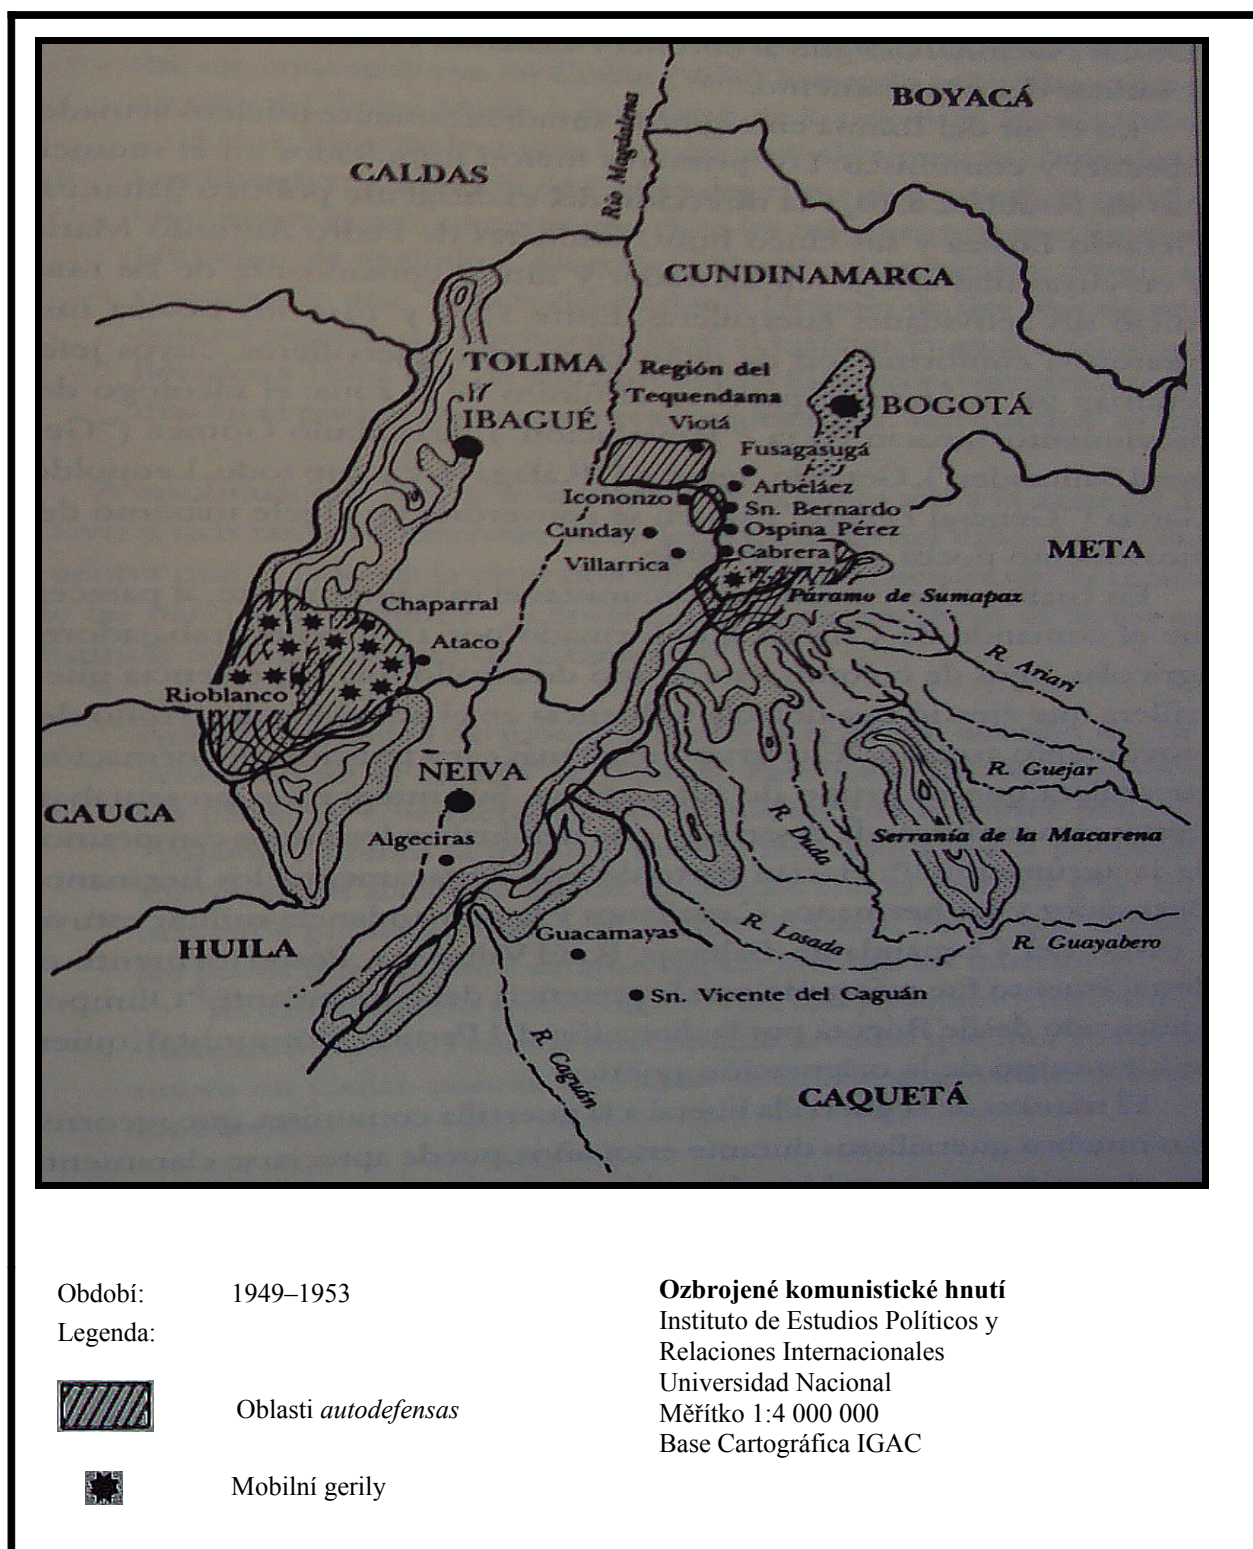 BOYACÁ
CALDAS
Río Magdalena
CUNDINAMARCA
TOLIMA
Región del
Tequendama
IBAGUÉ
BOGOTÁ
Viotá
Fusagasugá
Arbeláez
Icononzo
Sn. Bernardo
Cunday
Ospina Pérez
META
Villarrica
Cabrera
Páramo de Sumapaz
Chaparral
Ataco
R. Ariari
Rioblanco
NEIVA
R. Guejar
CAUCA
R. Duda
Serranía de la Macarena
Algeciras
HUILA
Guacamayas
R. Losada
R. Guayabero
Sn. Vicente del Caguán
R. Caguán
CAQUETÁ
Období: 1949–1953
Legenda:
Oblasti autodefensas
Mobilní gerily
Ozbrojené komunistické hnutí
Instituto de Estudios Políticos y
Relaciones Internacionales
Universidad Nacional
Měřítko 1:4 000 000
Base Cartográfica IGAC